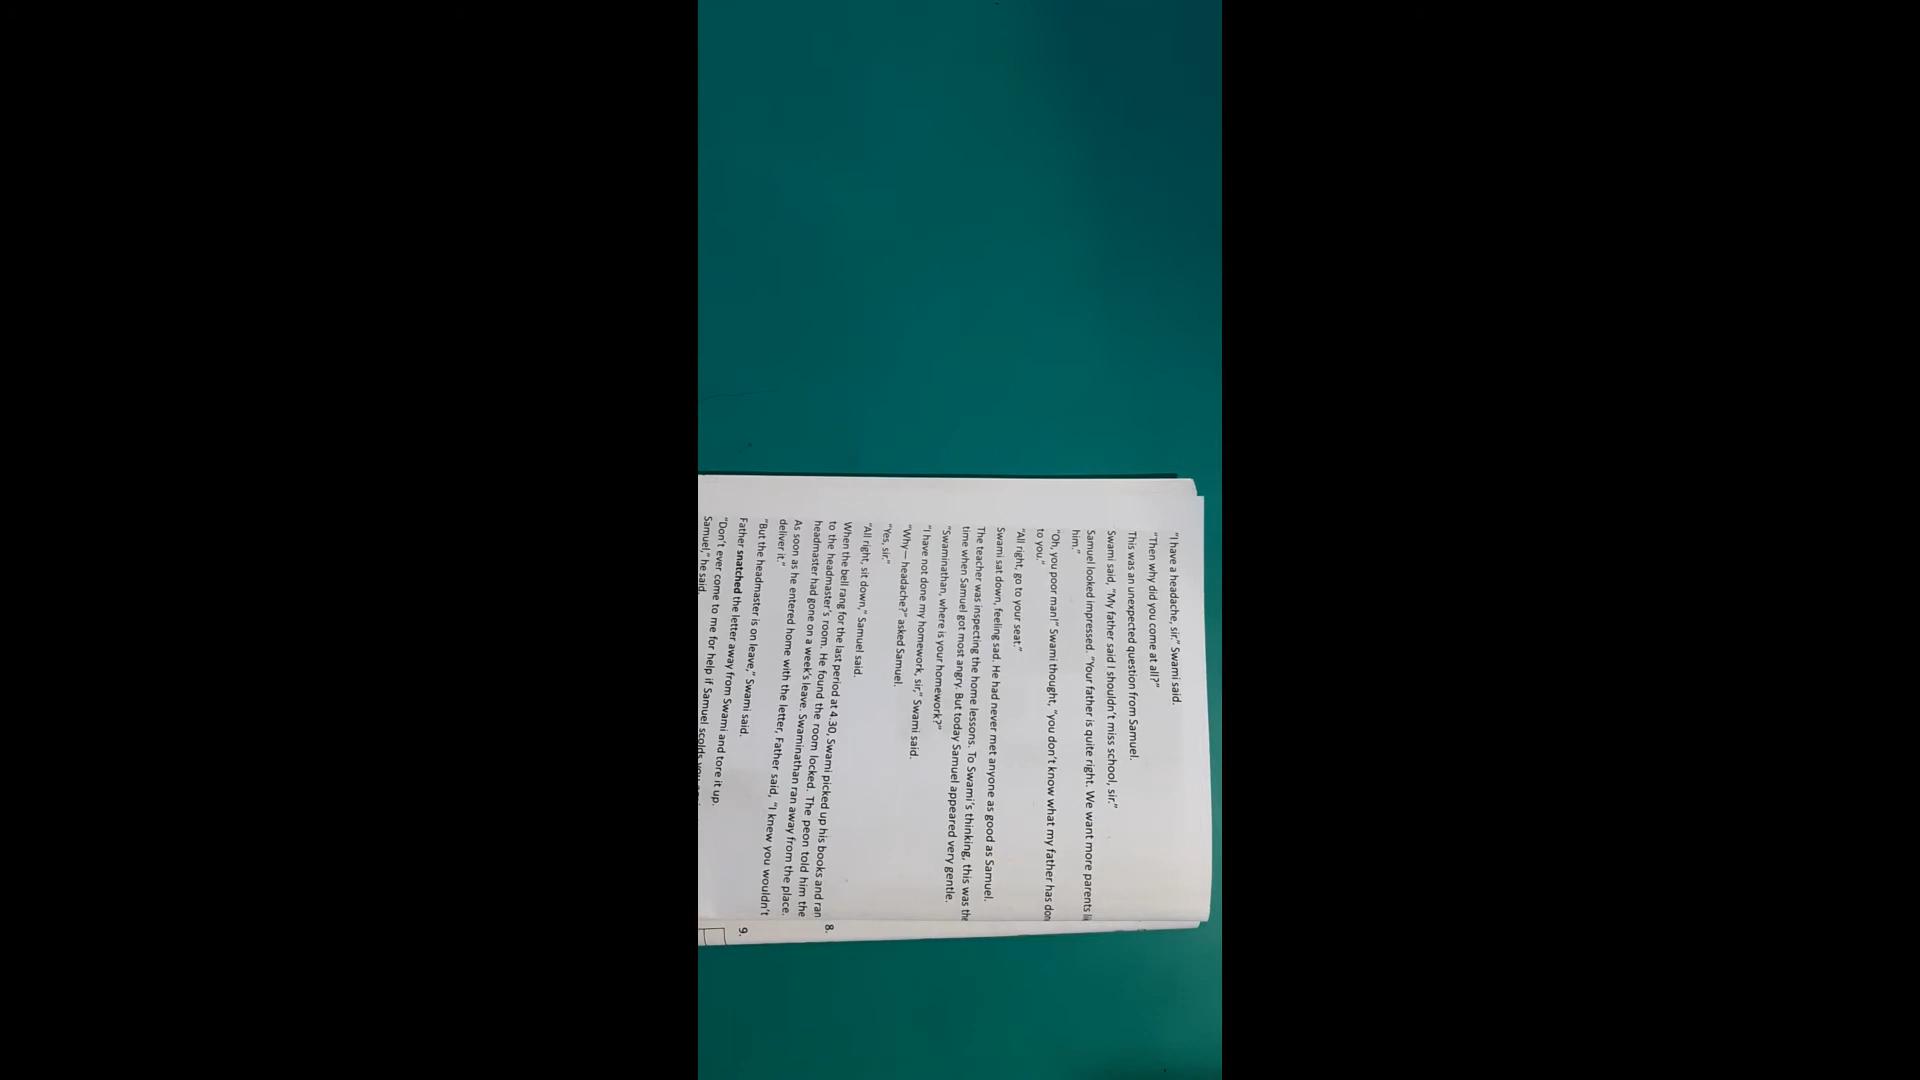 "I have a headache, sir." Swami said.
"Then why did you come at all?"
This was an unexpected question from Samuel.
Swami said, "My father said I shouldn't miss school, sir."
Samuel looked impressed. "Your father is quite right. We want more parents li
him."
"Oh, you poor man!" Swami thought, "you don't know what my father has don
to you."
"All right, go to your seat."
Swami sat down, feeling sad. He had never met anyone as good as Samuel.
The teacher was inspecting the home lessons. To Swami's thinking, this was the
time when Samuel got most angry. But today Samuel appeared very gentle.
"Swaminathan, where is your homework?"
"I have not done my homework, sir," Swami said.
"Why— headache?" asked Samuel.
"Yes, sir."
"All right, sit down," Samuel said.
When the bell rang for the last period at 4.30, Swami picked up his books and ran
to the headmaster's room. He found the room locked. The peon told him the
headmaster had gone on a week's leave. Swaminathan ran away from the place.
As soon as he entered home with the letter, Father said, "I knew you wouldn't
deliver it."
"But the headmaster is on leave," Swami said.
Father snatched the letter away from Swami and tore it up.
"Don't ever come to me for help if Samuel scolds you
Samuel," he said.
8.
9.